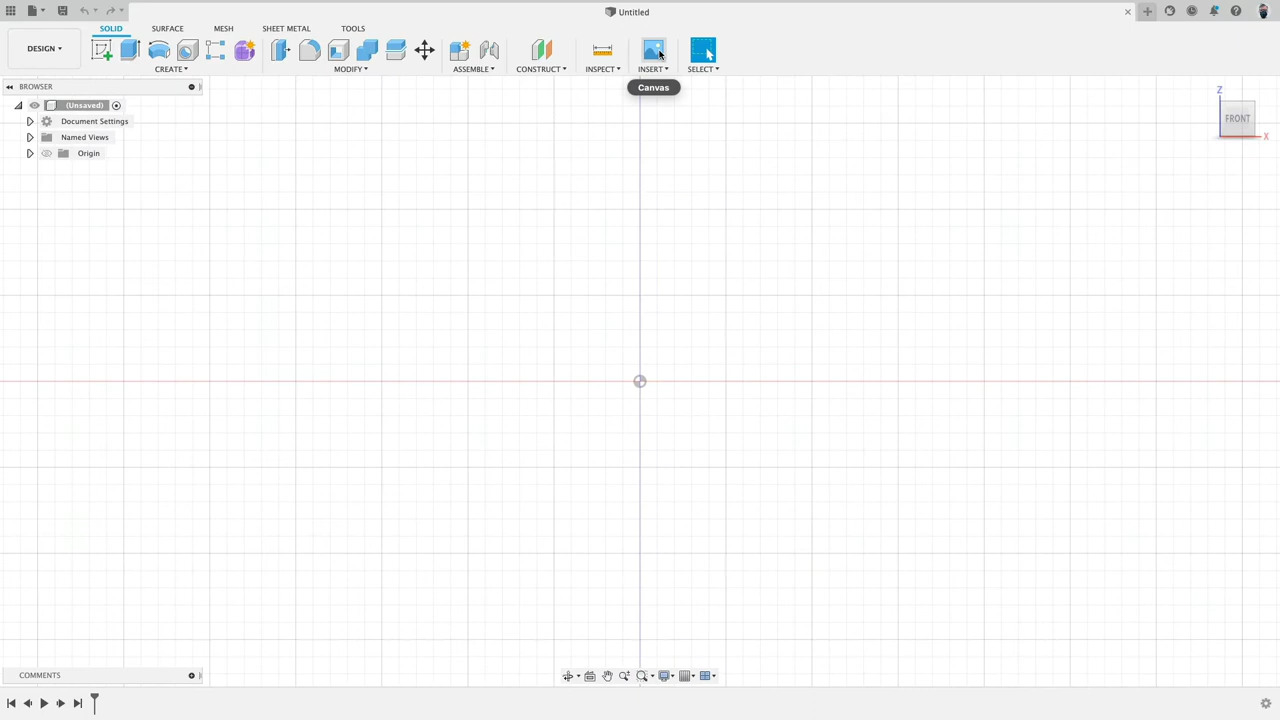 Untitled
SOLID SURFACE MESH SHEET METAL TOOLS
DESIGN
CREATE MODIFY ASSEMBLE CONSTRUCT INSPECT INSERT SELECT
Canvas
BROWSER
(Unsaved)
Document Settings
Named Views
Origin
Z
FRONT
X
COMMENTS